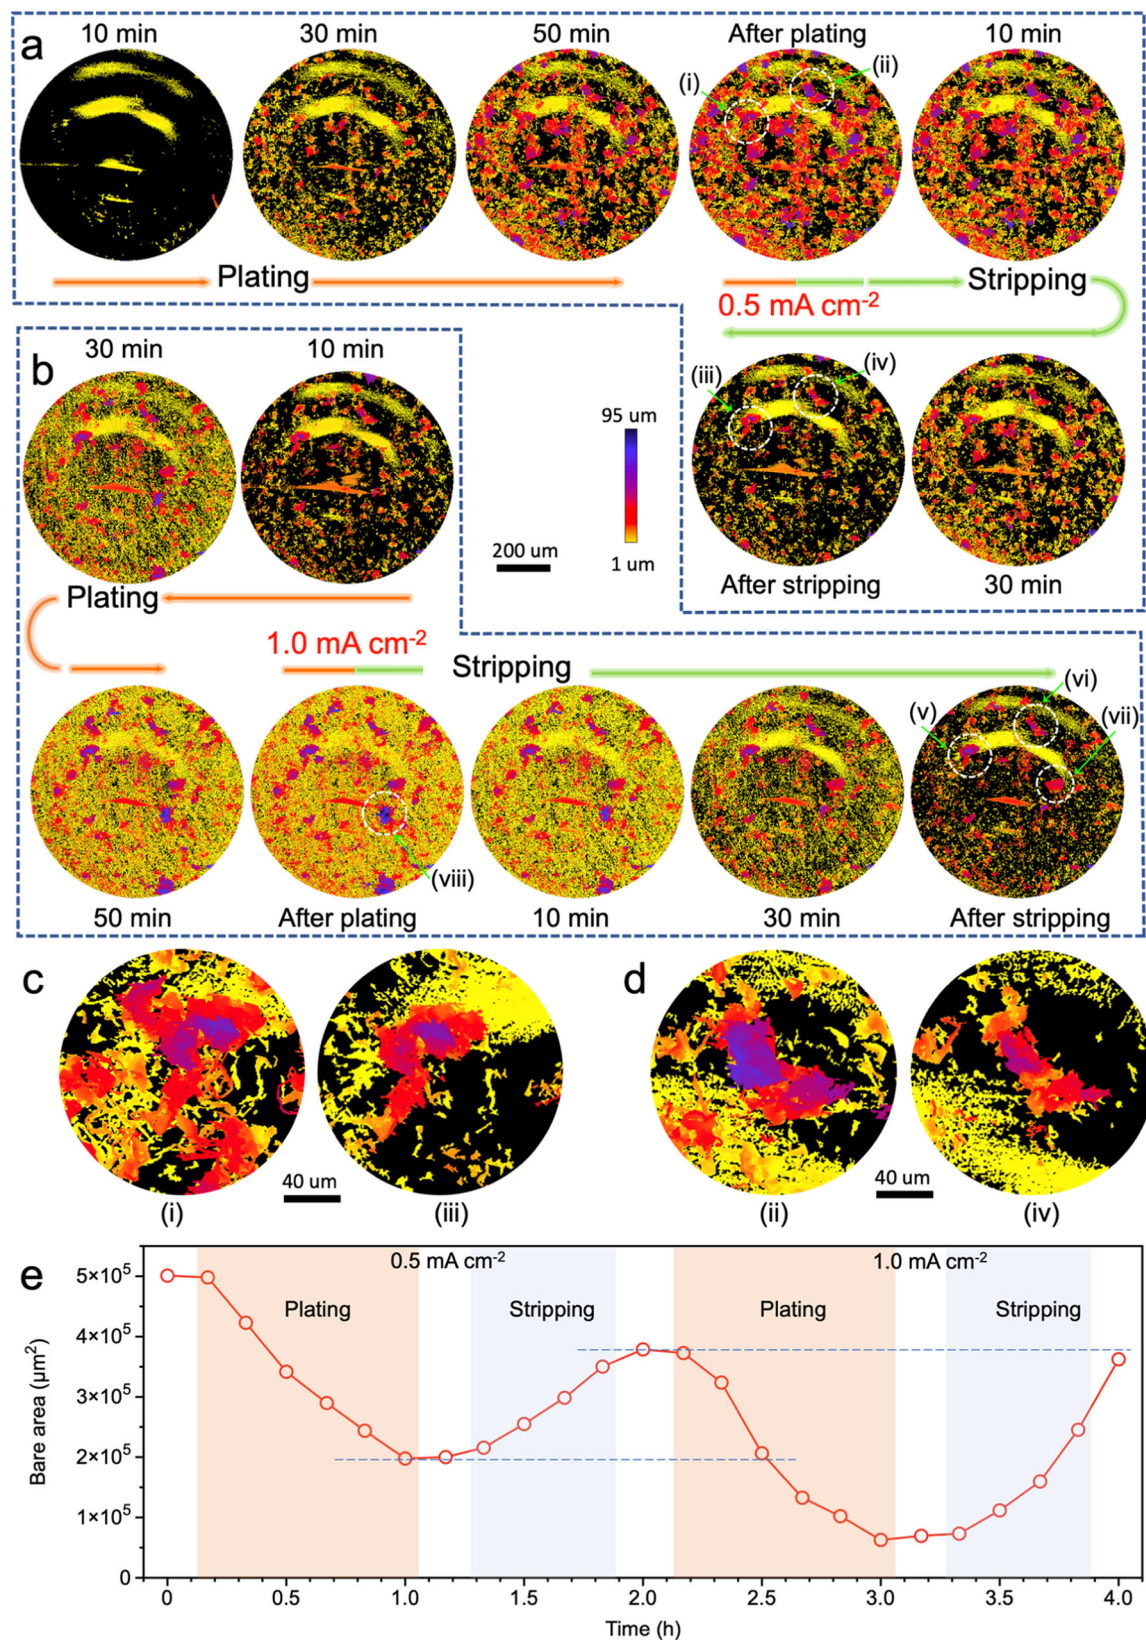 a
10 min
30 min
50 min
After plating
10 min
(i)
(ii)
Plating
Stripping
0.5 mA cm-2
b
30 min
10 min
(iii)
(iv)
95 um
1 um
200 um
After stripping
30 min
Plating
1.0 mA cm-2
Stripping
(v)
(vi)
(vii)
(viii)
50 min
After plating
10 min
30 min
After stripping
c
d
40 um
40 um
(i)
(iii)
(ii)
(iv)
e
0.5 mA cm-2
1.0 mA cm-2
Plating
Stripping
Plating
Stripping
5×10⁵
4×10⁵
3×10⁵
2×10⁵
1×10⁵
0
Bare area (μm²)
0 0.5 1.0 1.5 2.0 2.5 3.0 3.5 4.0
Time (h)